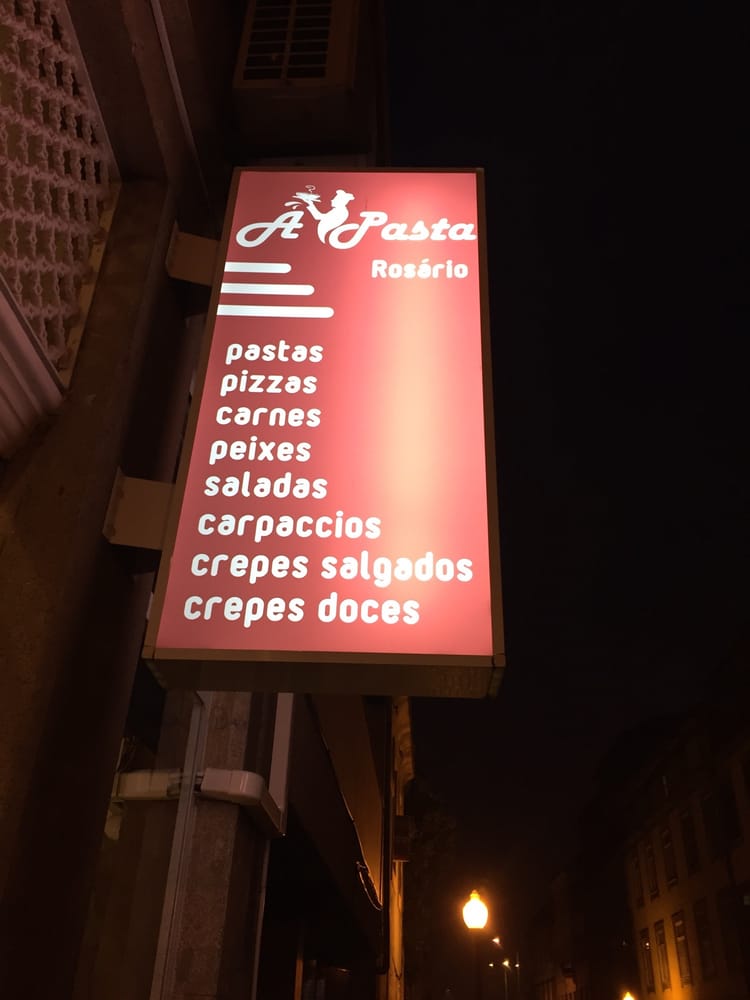 A Pasta
Rosário
pastas
pizzas
carnes
peixes
saladas
carpaccios
crepes salgados
crepes doces